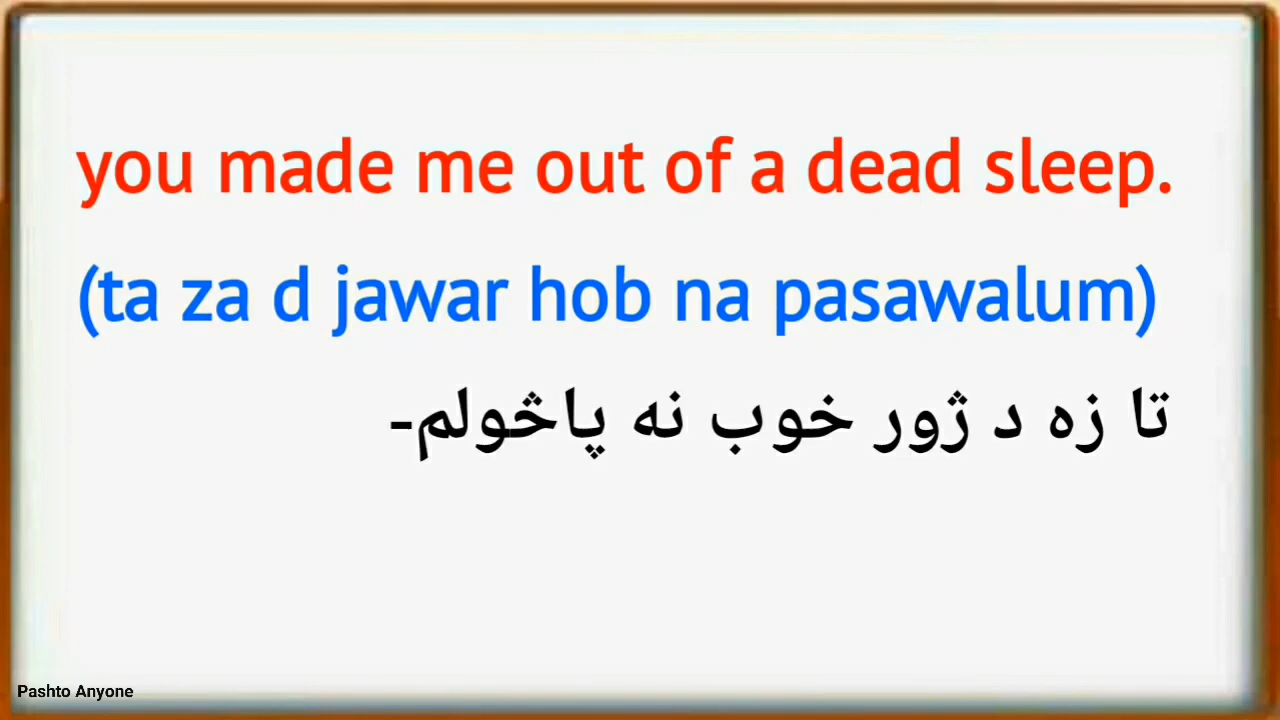 you made me out of a dead sleep.
(ta za d jawar hob na pasawalum)
تا زه د ژور خوب نه پاڅولم-
Pashto Anyone